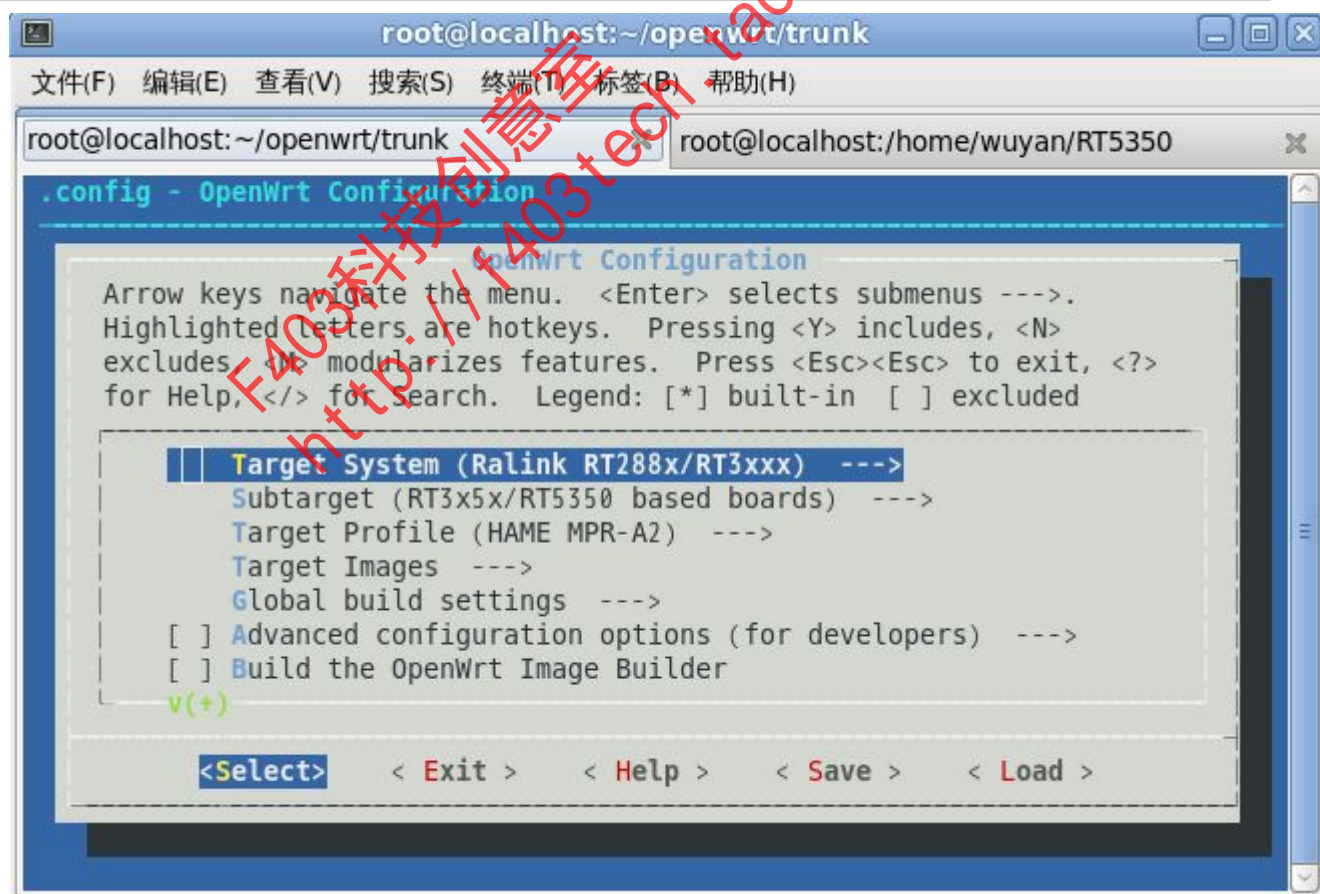 root@localhost:~/openwrt/trunk
文件(F) 编辑(E) 查看(V) 搜索(S) 终端(T) 标签(B) 帮助(H)
root@localhost:~/openwrt/trunk root@localhost:/home/wuyan/RT5350
.config - OpenWrt Configuration
OpenWrt Configuration
Arrow keys navigate the menu. <Enter> selects submenus --->.
Highlighted letters are hotkeys. Pressing <Y> includes, <N>
excludes, <M> modularizes features. Press <Esc><Esc> to exit, <?>
for Help, </> for Search. Legend: [*] built-in [ ] excluded
Target System (Ralink RT288x/RT3xxx) --->
Subtarget (RT3x5x/RT5350 based boards) --->
Target Profile (HAME MPR-A2) --->
Target Images --->
Global build settings --->
[ ] Advanced configuration options (for developers) --->
[ ] Build the OpenWrt Image Builder
v(+)
<Select> < Exit > < Help > < Save > < Load >
F403科技创意室
http://f403tech.tao